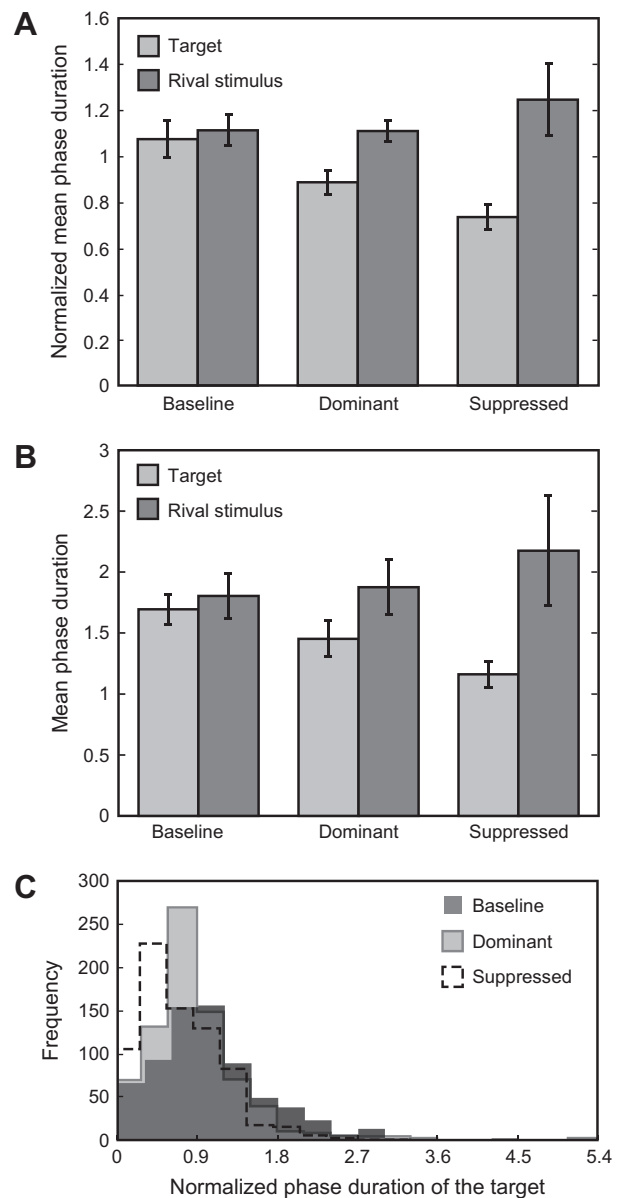 A
Normalized mean phase duration
1.6
1.4
1.2
1
0.8
0.6
0.4
0.2
0
Target
Rival stimulus
Baseline Dominant Suppressed
B
Mean phase duration
3
2.5
2
1.5
1
0.5
0
Target
Rival stimulus
Baseline Dominant Suppressed
C
Frequency
300
250
200
150
100
50
0
Baseline
Dominant
Suppressed
0 0.9 1.8 2.7 3.6 4.5 5.4
Normalized phase duration of the target